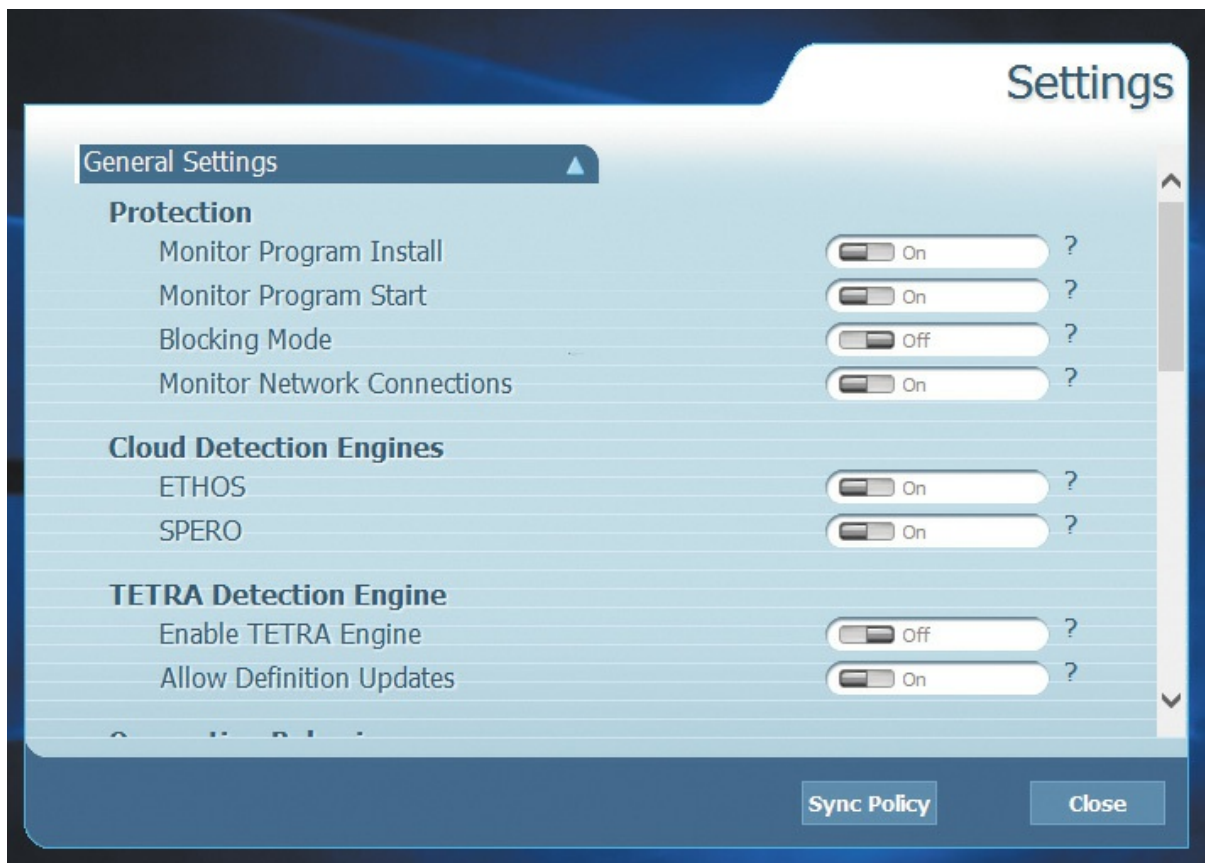 Settings
General Settings
Protection
Monitor Program Install On ?
Monitor Program Start On ?
Blocking Mode Off ?
Monitor Network Connections On ?
Cloud Detection Engines
ETHOS On ?
SPERO On ?
TETRA Detection Engine
Enable TETRA Engine Off ?
Allow Definition Updates On ?
Sync Policy Close